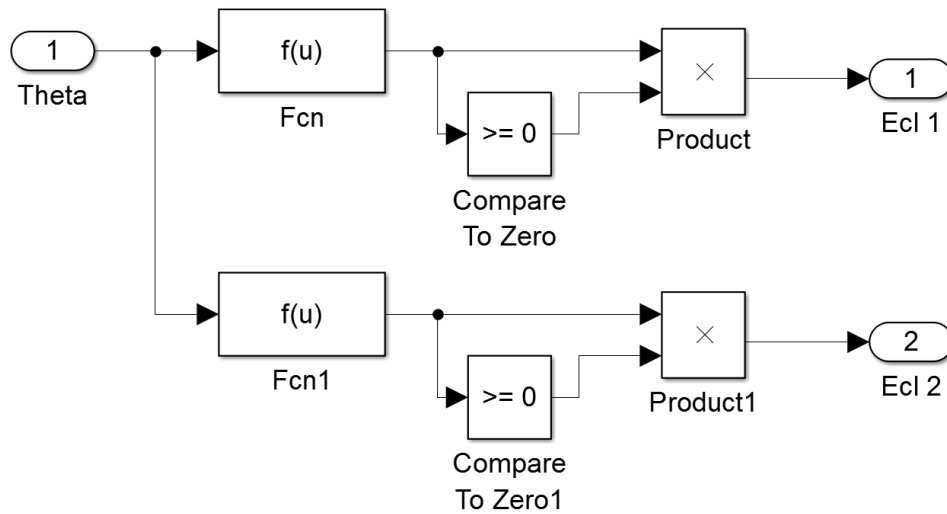 1
Theta
f(u)
Fcn
>= 0
Compare
To Zero
×
Product
1
Ecl 1
f(u)
Fcn1
>= 0
Compare
To Zero1
×
Product1
2
Ecl 2